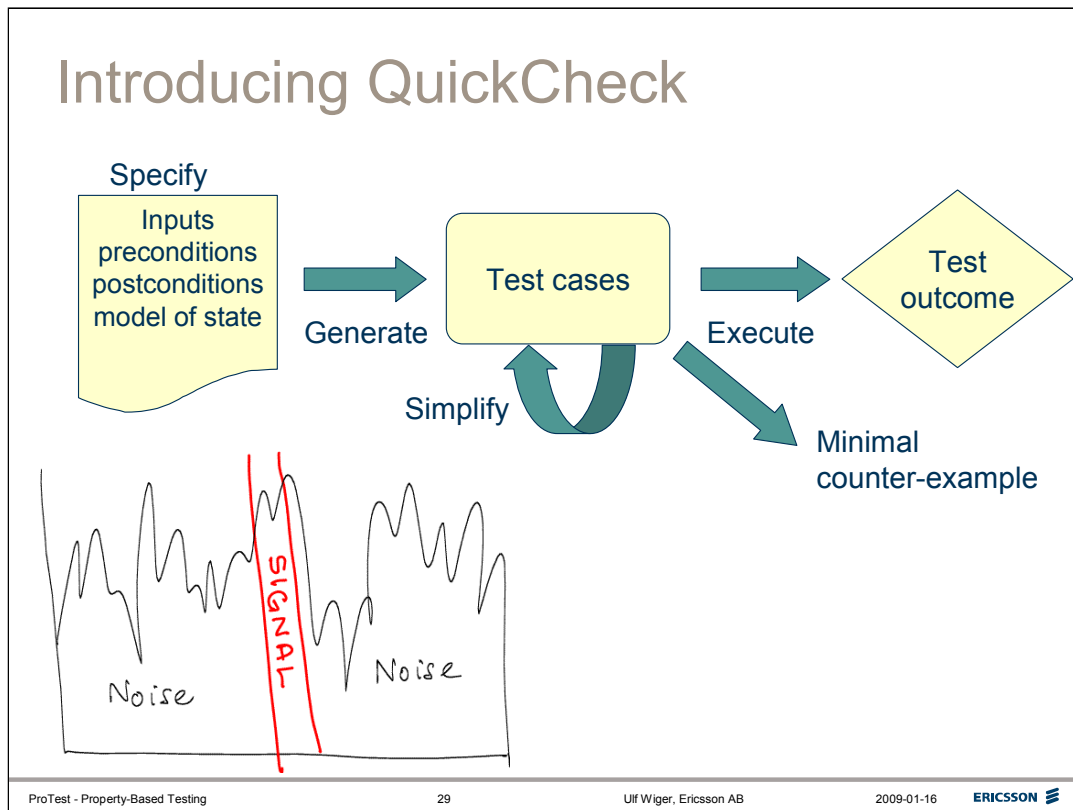 Introducing QuickCheck
Specify
Inputs
preconditions
postconditions
model of state
Generate
Test cases
Simplify
Execute
Test
outcome
Minimal
counter-example
Noise
SIGNAL
Noise
ProTest - Property-Based Testing
29
Ulf Wiger, Ericsson AB
2009-01-16
ERICSSON